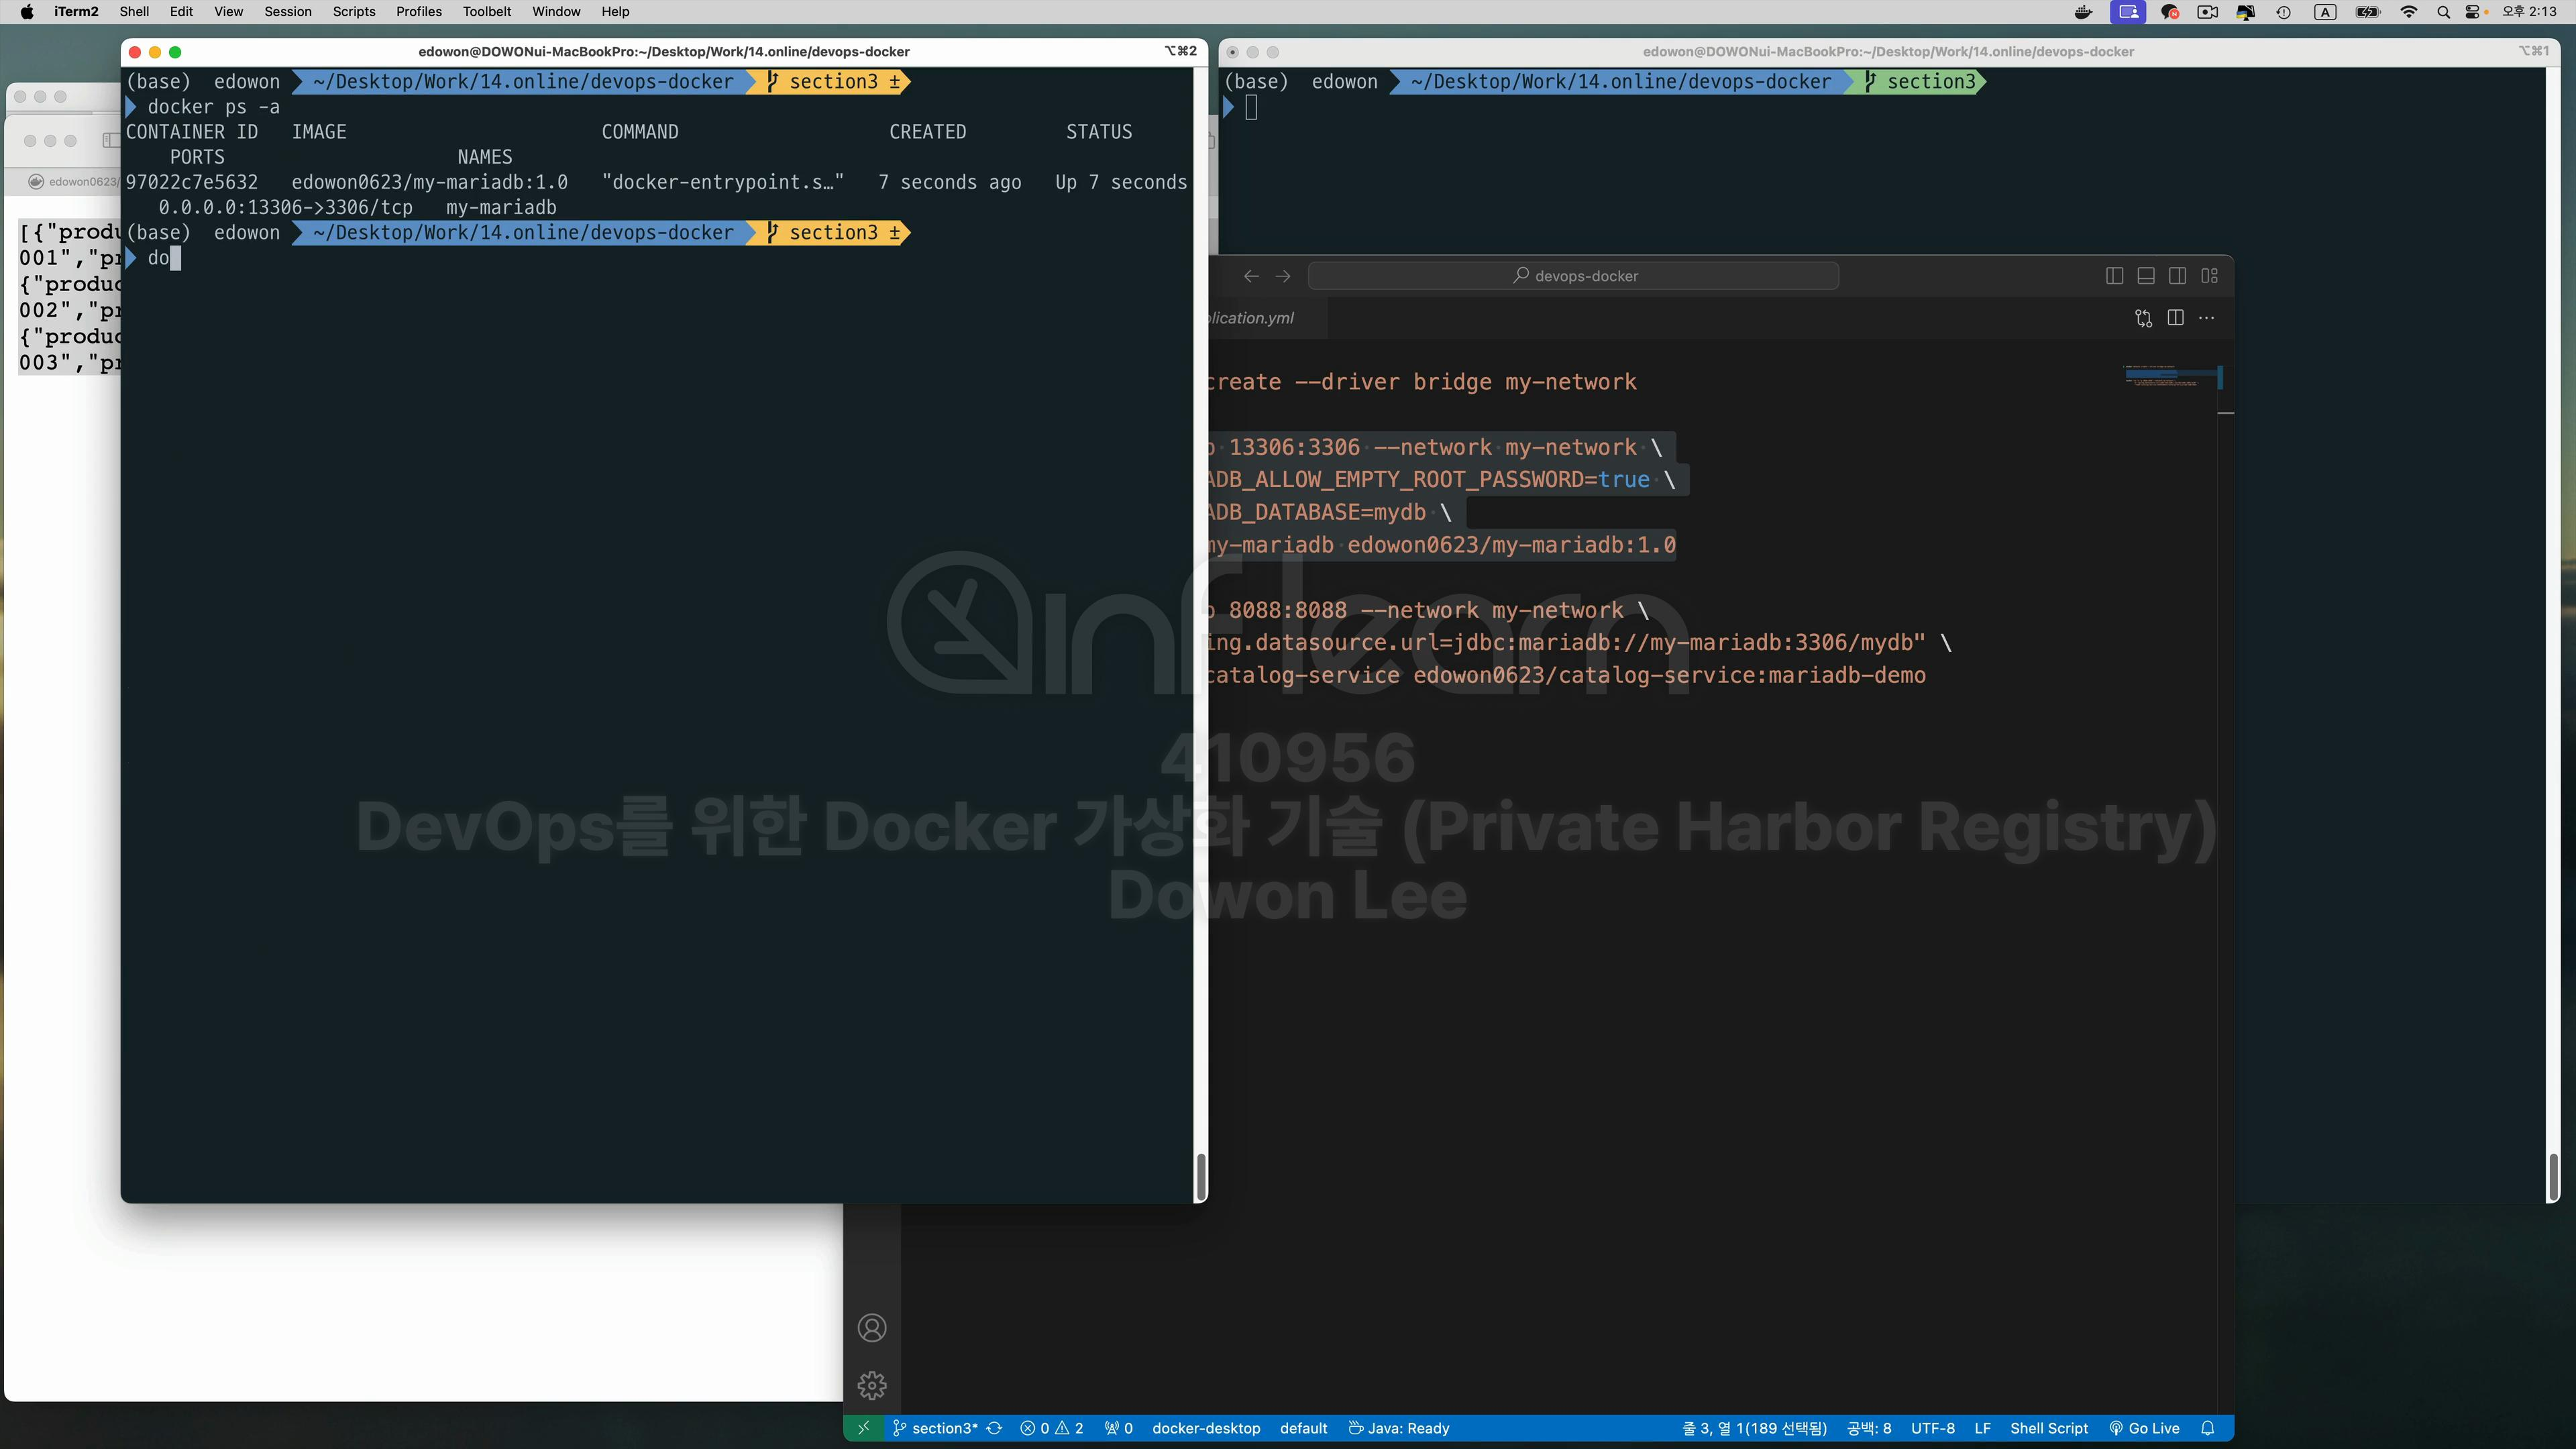 iTerm2 Shell Edit View Session Scripts Profiles Toolbelt Window Help
A 오후 2:13
edowon@DOWONui-MacBookPro:~/Desktop/Work/14.online/devops-docker ⌥⌘2
(base) edowon ~/Desktop/Work/14.online/devops-docker section3 ±
docker ps -a
CONTAINER ID IMAGE COMMAND CREATED STATUS
PORTS NAMES
97022c7e5632 edowon0623/my-mariadb:1.0 "docker-entrypoint.s…" 7 seconds ago Up 7 seconds
0.0.0.0:13306->3306/tcp my-mariadb
(base) edowon ~/Desktop/Work/14.online/devops-docker section3 ±
do
edowon@DOWONui-MacBookPro:~/Desktop/Work/14.online/devops-docker ⌥⌘1
(base) edowon ~/Desktop/Work/14.online/devops-docker section3
edowon0623/
[{"produ
001","pr
{"produc
002","pr
{"produc
003","pr
devops-docker
lication.yml
create --driver bridge my-network
13306:3306 --network my-network \
ADB_ALLOW_EMPTY_ROOT_PASSWORD=true \
ADB_DATABASE=mydb \
my-mariadb edowon0623/my-mariadb:1.0
8088:8088 --network my-network \
ing.datasource.url=jdbc:mariadb://my-mariadb:3306/mydb" \
catalog-service edowon0623/catalog-service:mariadb-demo
inflearn
410956
DevOps를 위한 Docker 가상화 기술 (Private Harbor Registry)
Dowon Lee
section3* 0 2 0 docker-desktop default Java: Ready
줄 3, 열 1(189 선택됨) 공백: 8 UTF-8 LF Shell Script Go Live